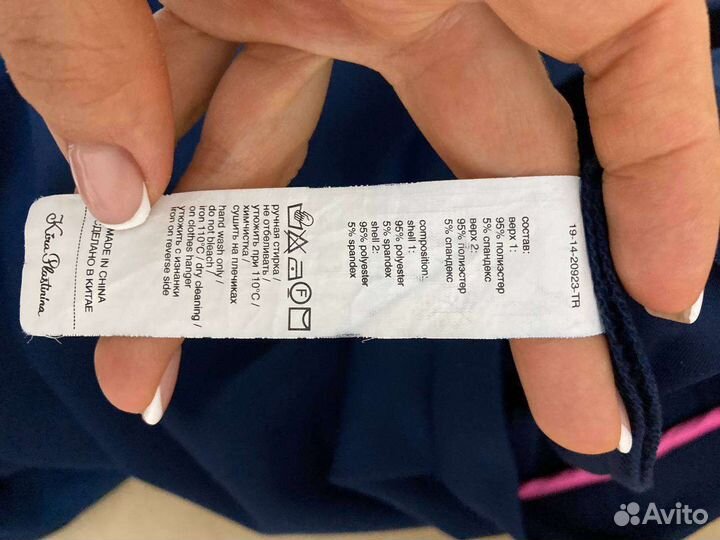 19-14-20923-TR
состав:
верх 1:
95% полиэстер
5% спандекс
верх 2:
95% полиэстер
5% спандекс
composition:
shell 1:
95% polyester
5% spandex
shell 2:
95% polyester
5% spandex
ручная стирка/
не отбеливать/
утюжить при 110°C /
химчистка /
сушить на плечиках
hand wash only /
do not bleach /
iron 110°C / dry cleaning /
on clothes hanger
утюжить с изнанки
iron on reverse side
MADE IN CHINA
СДЕЛАНО В КИТАЕ
Kira Plastinina
Avito